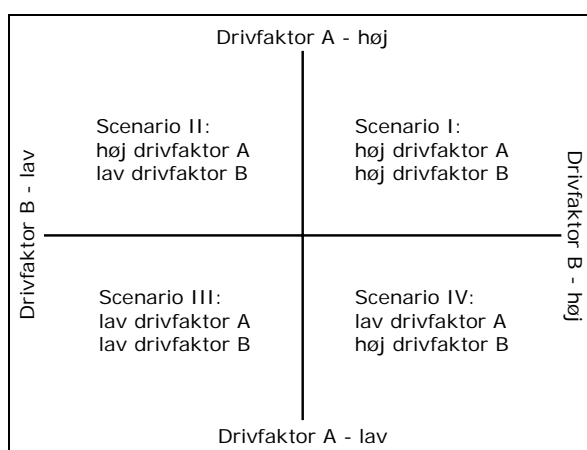 Drivfaktor A - høj
Scenario II:
høj drivfaktor A
lav drivfaktor B
Scenario I:
høj drivfaktor A
høj drivfaktor B
Drivfaktor B - lav
Drivfaktor B - høj
Scenario III:
lav drivfaktor A
lav drivfaktor B
Scenario IV:
lav drivfaktor A
høj drivfaktor B
Drivfaktor A - lav